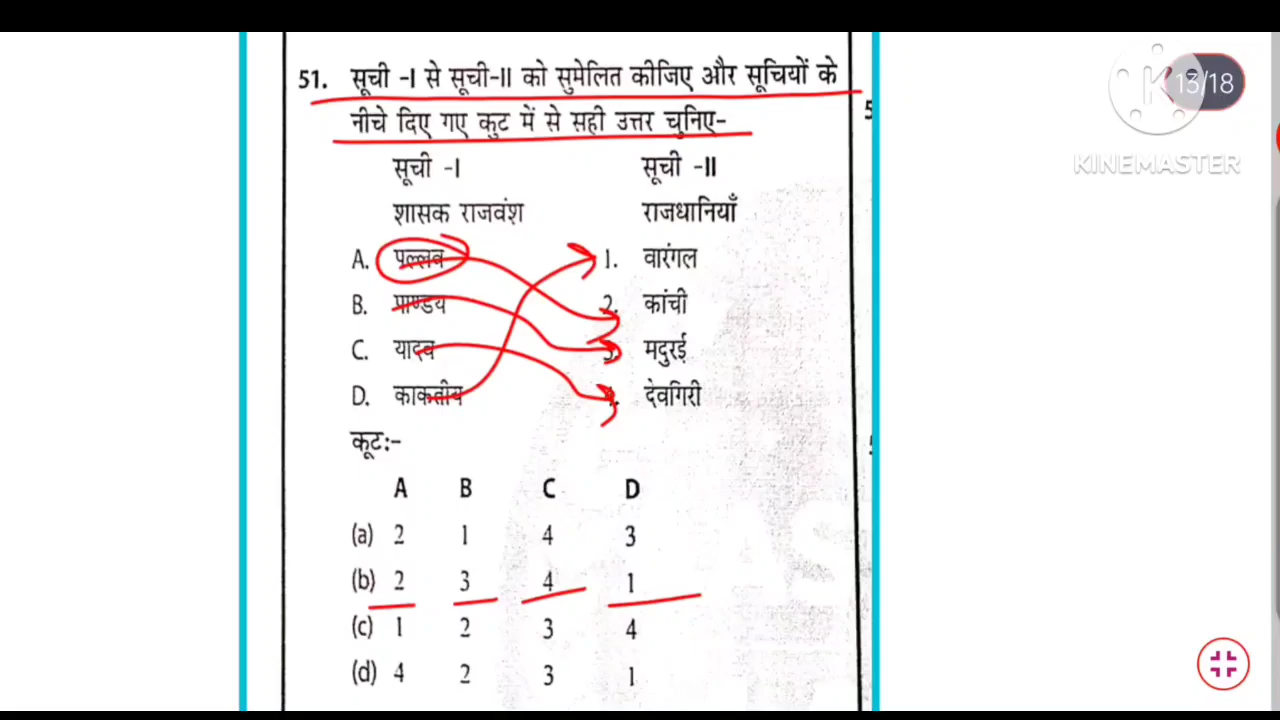 51. सूची -I से सूची-II को सुमेलित कीजिए और सूचियों के
नीचे दिए गए कुट में से सही उत्तर चुनिए-
सूची -I सूची -II
शासक राजवंश राजधानियाँ
A. पल्लव 1. वारंगल
B. पाण्डय 2. कांची
C. यादव 3. मदुरई
D. काकतीय 4. देवगिरी
कूटः-
A B C D
(a) 2 1 4 3
(b) 2 3 4 1
(c) 1 2 3 4
(d) 4 2 3 1
13/18
KINEMASTER